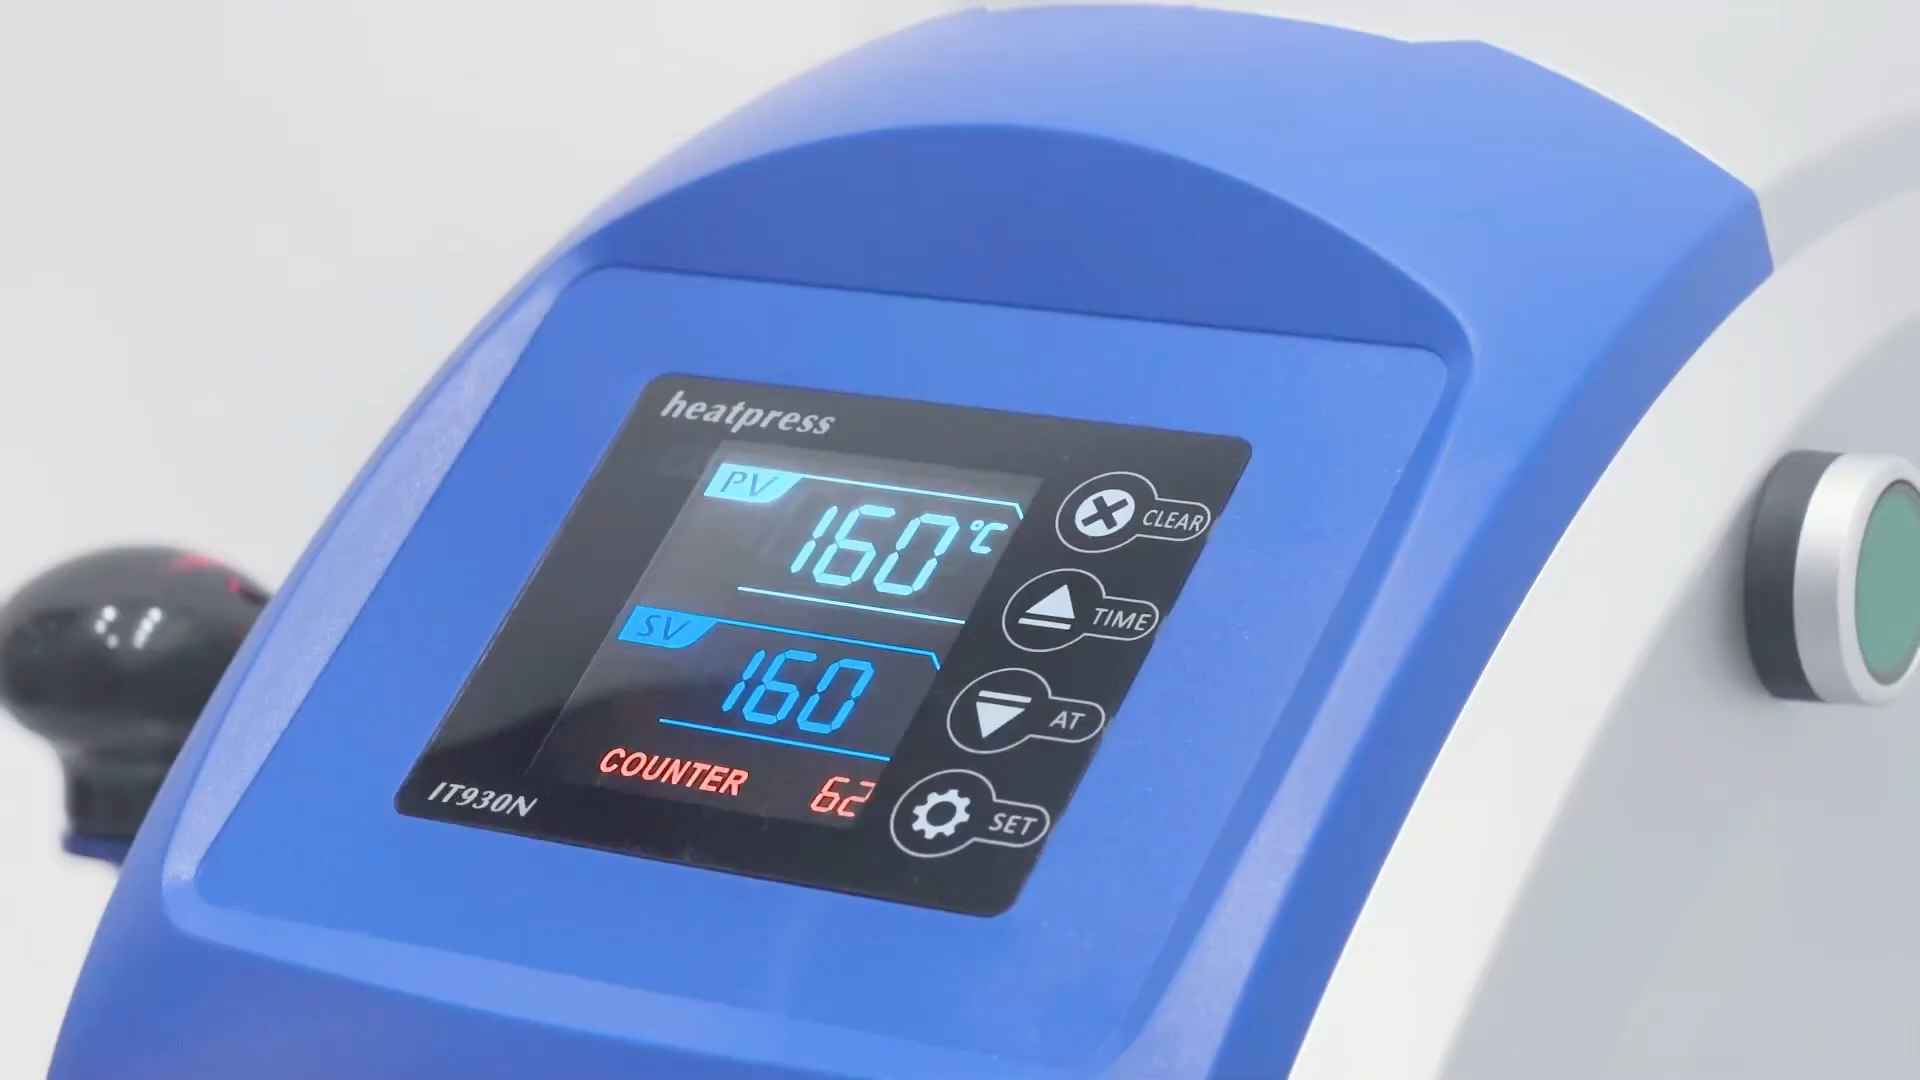 heatpress
PV
160°C
SV
160
COUNTER 62
IT930N
CLEAR
TIME
AT
SET